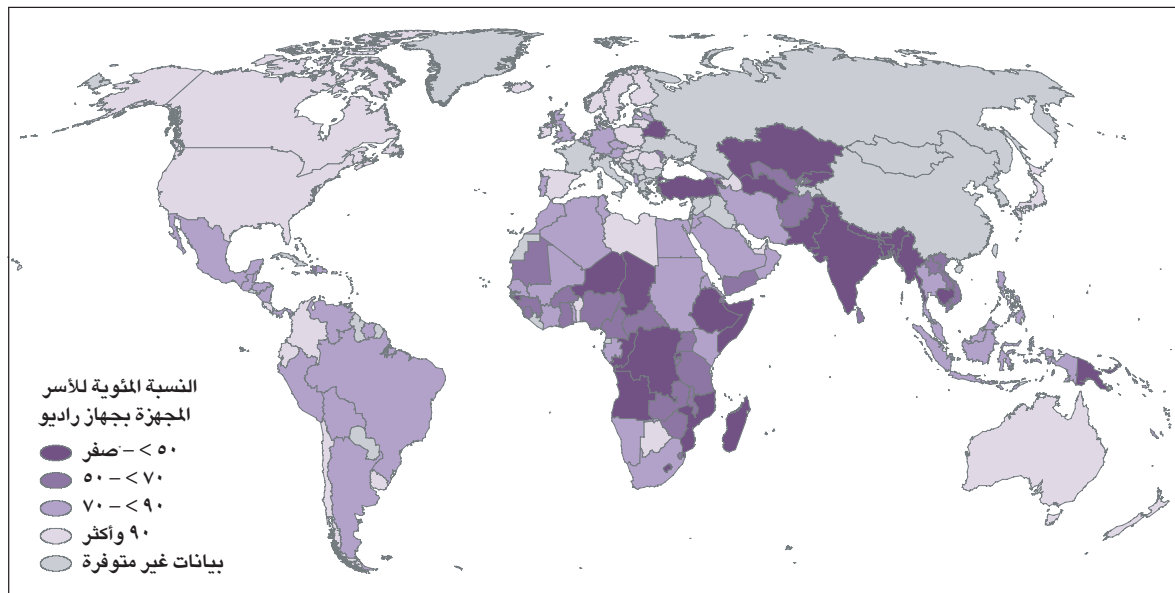 النسبة المئوية للأسر
المجهزة بجهاز راديو
صفر – < ٥٠
٥٠ – < ٧٠
٧٠ – < ٩٠
٩٠ وأكثر
بيانات غير متوفرة